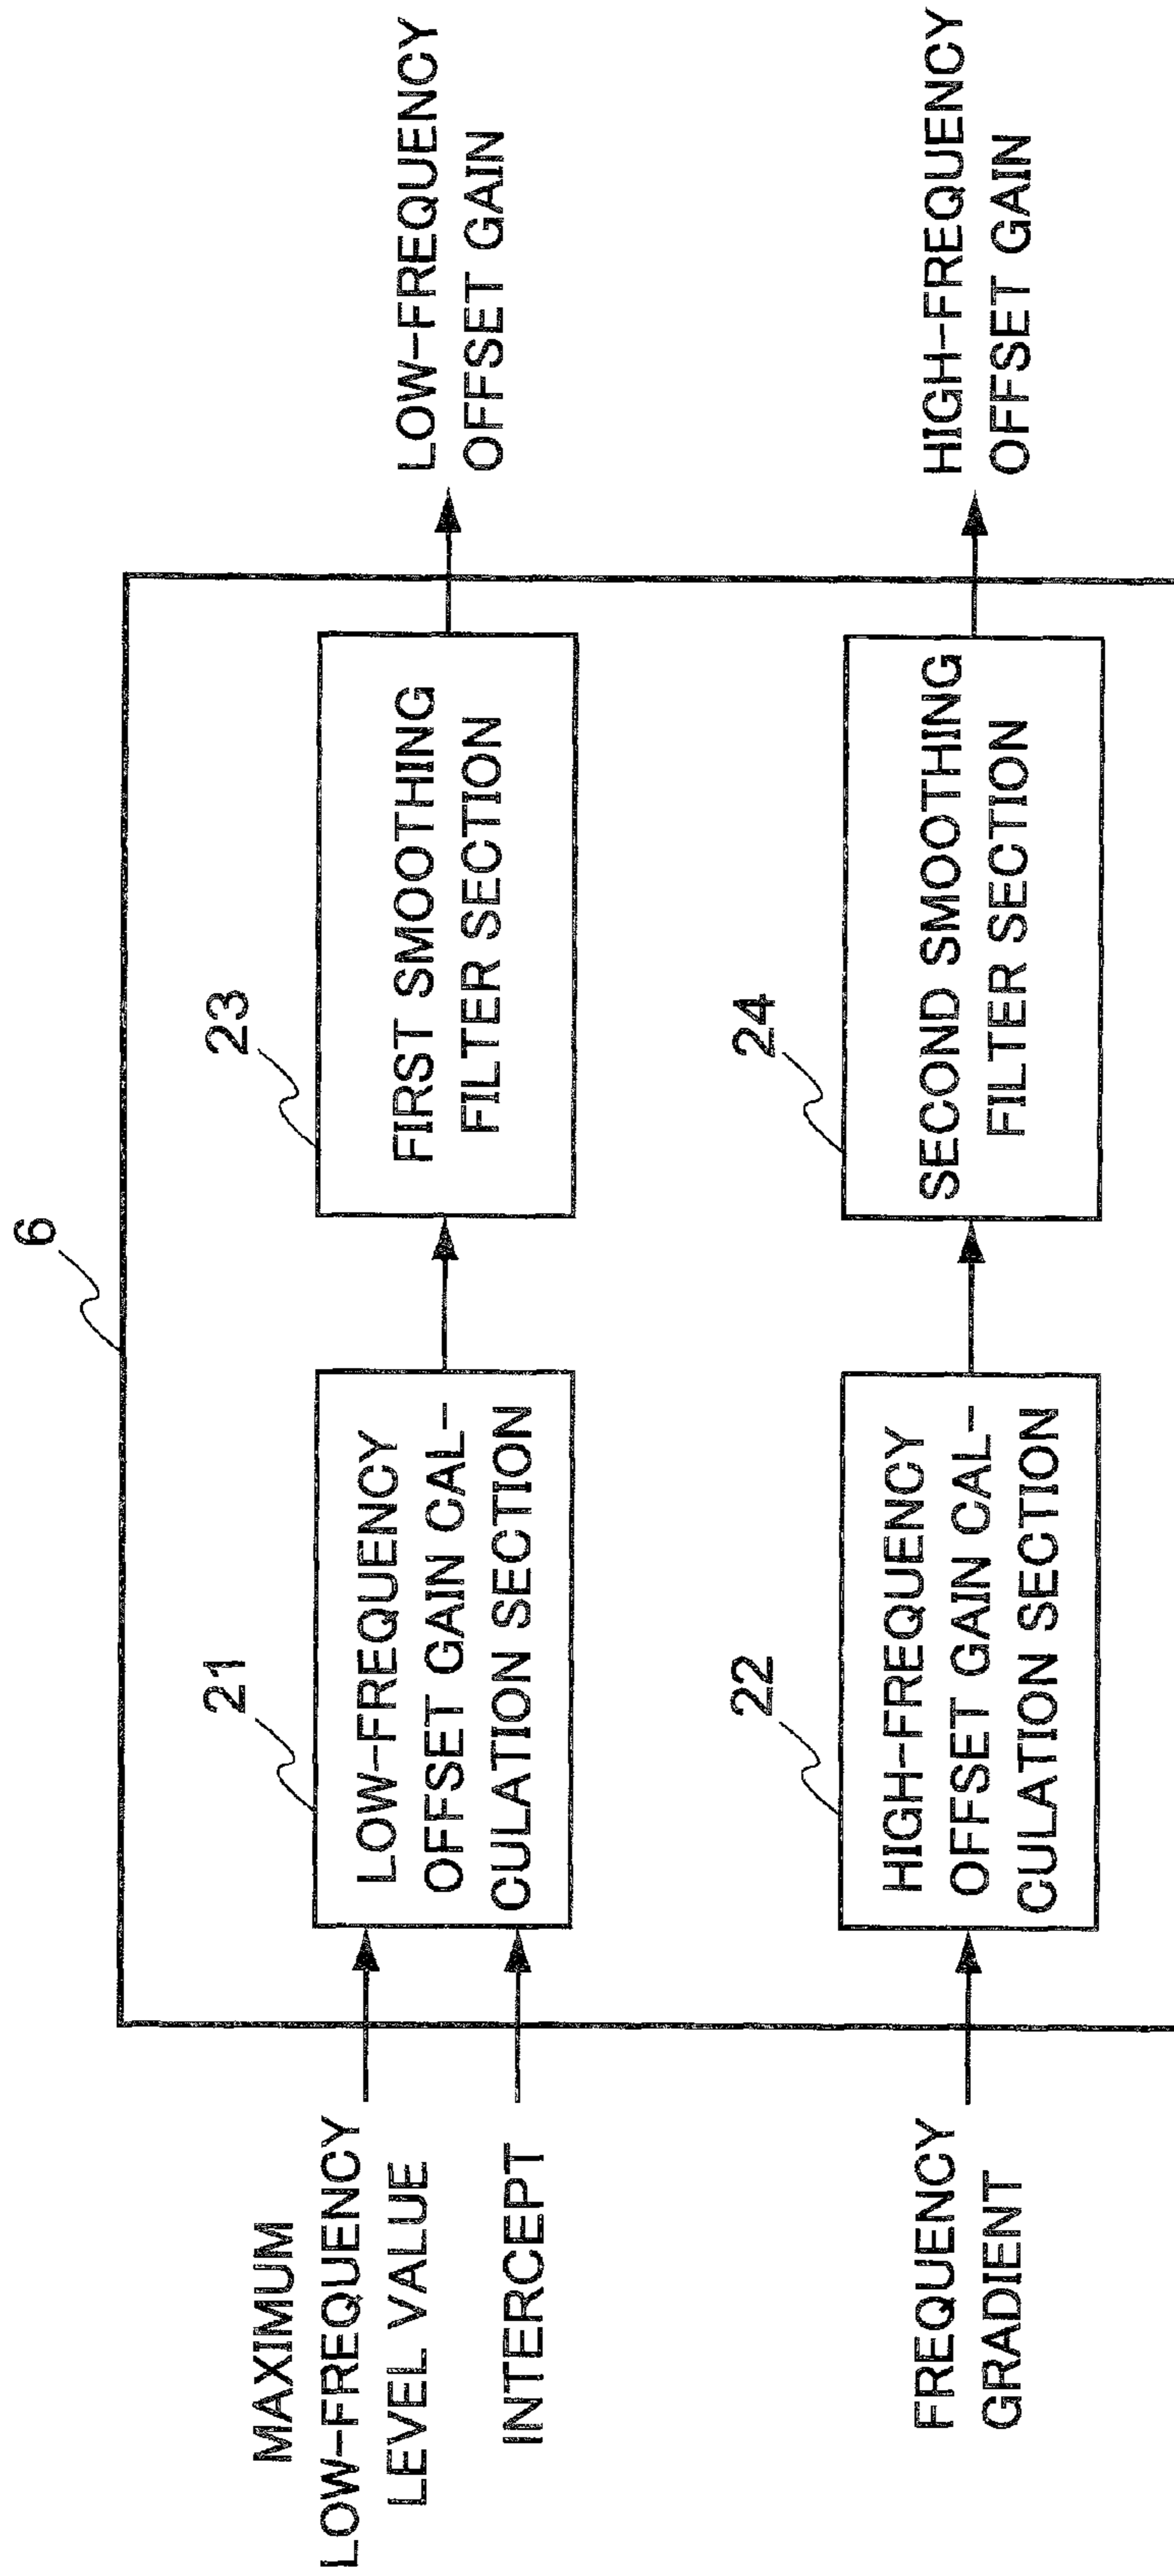 6
MAXIMUM
LOW-FREQUENCY
LEVEL VALUE
INTERCEPT
21
LOW-FREQUENCY
OFFSET GAIN CAL-
CULATION SECTION
23
FIRST SMOOTHING
FILTER SECTION
LOW-FREQUENCY
OFFSET GAIN
FREQUENCY
GRADIENT
22
HIGH-FREQUENCY
OFFSET GAIN CAL-
CULATION SECTION
24
SECOND SMOOTHING
FILTER SECTION
HIGH-FREQUENCY
OFFSET GAIN